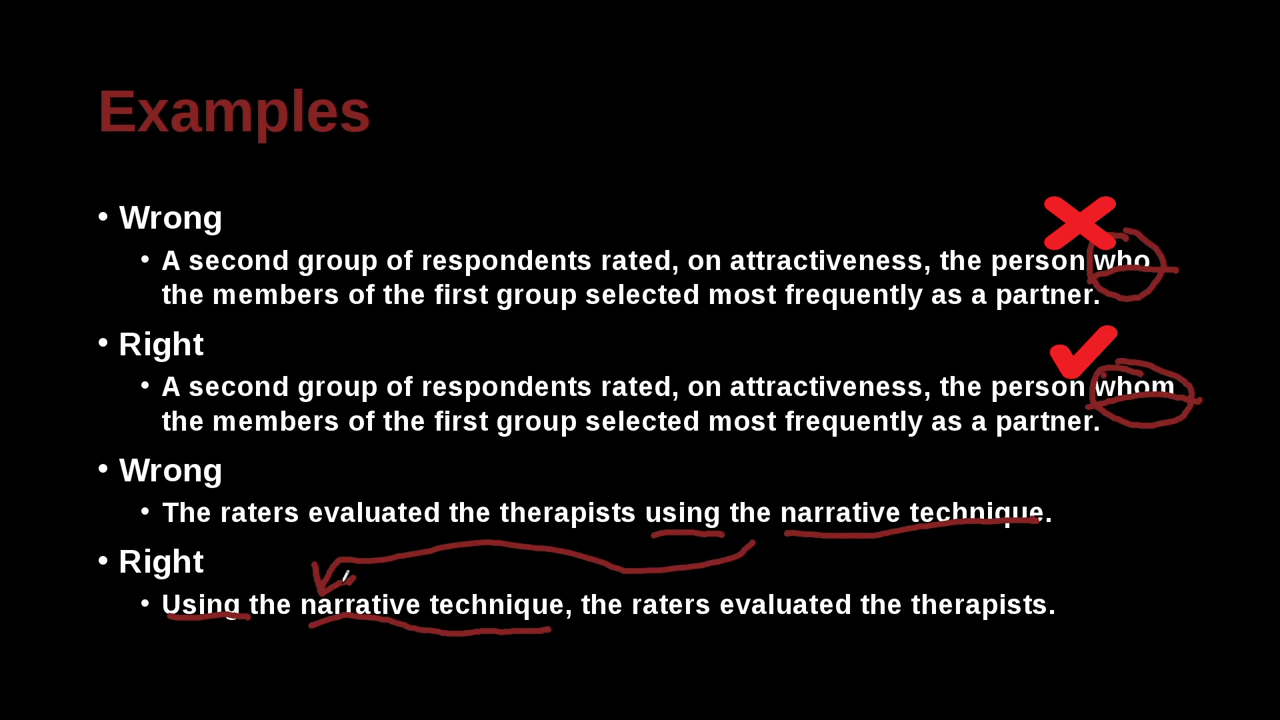 Examples
• Wrong
• A second group of respondents rated, on attractiveness, the person who
the members of the first group selected most frequently as a partner.
• Right
• A second group of respondents rated, on attractiveness, the person whom
the members of the first group selected most frequently as a partner.
• Wrong
• The raters evaluated the therapists using the narrative technique.
• Right
• Using the narrative technique, the raters evaluated the therapists.